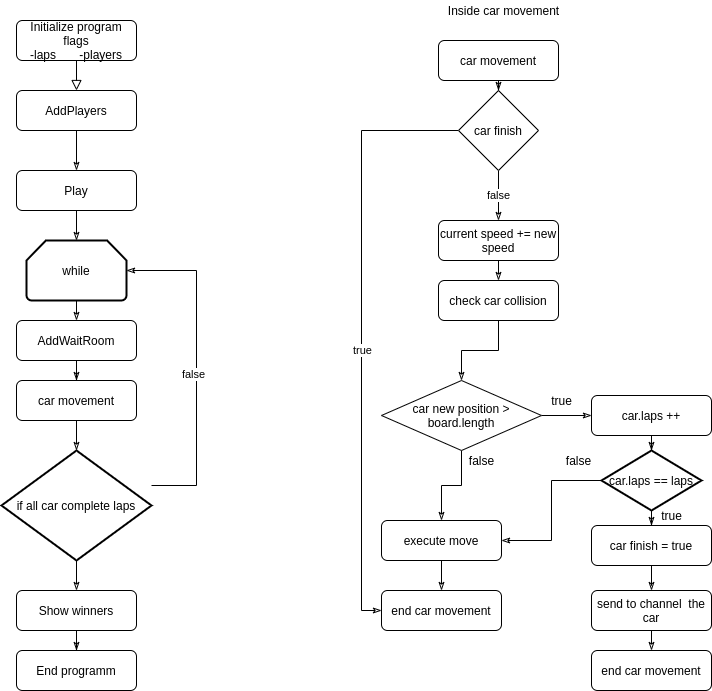 Initialize program
flags
-laps -players
AddPlayers
Play
while
AddWaitRoom
car movement
false
if all car complete laps
Show winners
End programm
Inside car movement
car movement
car finish
false
current speed += new
speed
check car collision
true
car new position >
board.length
true
car.laps ++
false
false
car.laps == laps
true
execute move
car finish = true
end car movement
send to channel the
car
end car movement